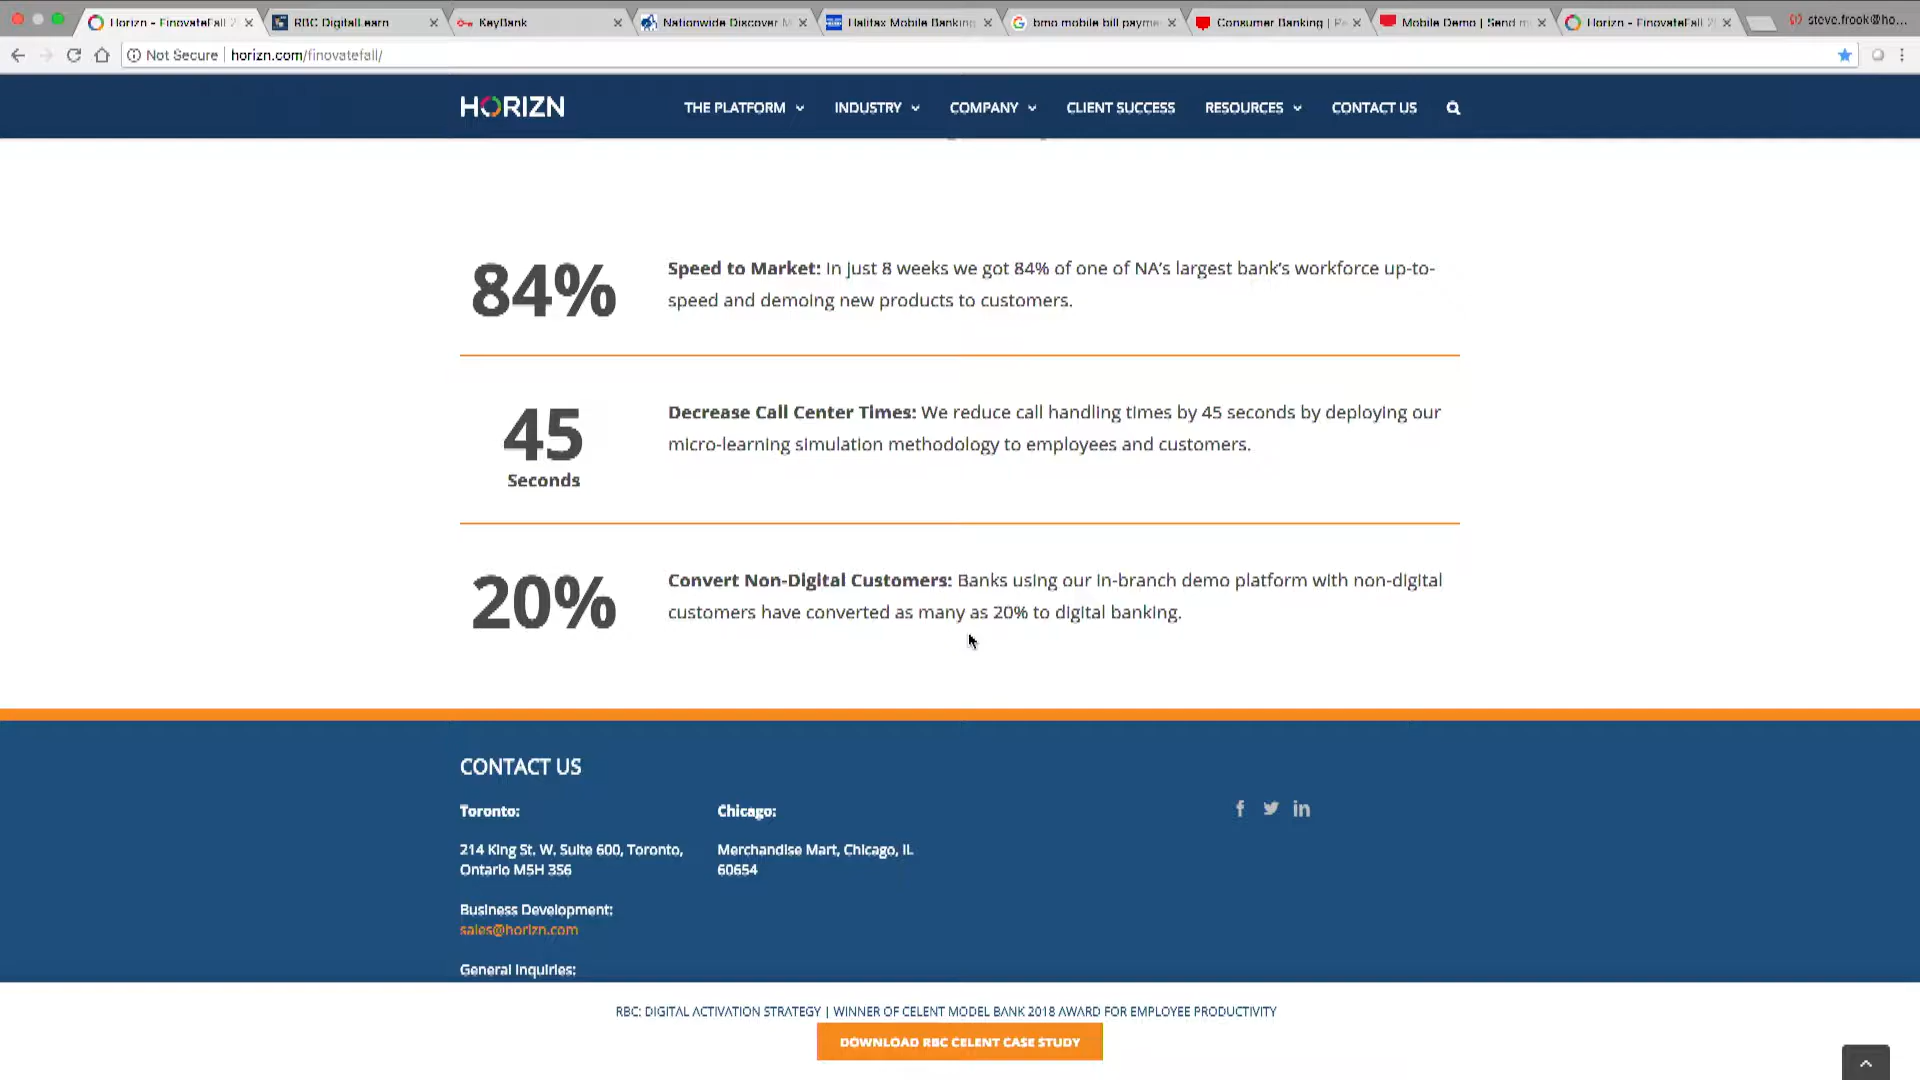 Horizn - FinovateFall 2
RBC DigitalLearn
KeyBank
Nationwide Discover M
Halifax Mobile Banking
bmo mobile bill payme
Consumer Banking | Pe
Mobile Demo | Send m
Horizn - FinovateFall 2
steve.frook@ho...
Not Secure
horizn.com/finovatefall/
HORIZN
THE PLATFORM
INDUSTRY
COMPANY
CLIENT SUCCESS
RESOURCES
CONTACT US
84%
Speed to Market: In just 8 weeks we got 84% of one of NA's largest bank's workforce up-to-
speed and demoing new products to customers.
45
Seconds
Decrease Call Center Times: We reduce call handling times by 45 seconds by deploying our
micro-learning simulation methodology to employees and customers.
20%
Convert Non-Digital Customers: Banks using our in-branch demo platform with non-digital
customers have converted as many as 20% to digital banking.
CONTACT US
Toronto:
214 King St. W. Suite 600, Toronto,
Ontario M5H 3S6
Business Development:
sales@horizn.com
General Inquiries:
Chicago:
Merchandise Mart, Chicago, IL
60654
RBC: DIGITAL ACTIVATION STRATEGY | WINNER OF CELENT MODEL BANK 2018 AWARD FOR EMPLOYEE PRODUCTIVITY
DOWNLOAD RBC CELENT CASE STUDY